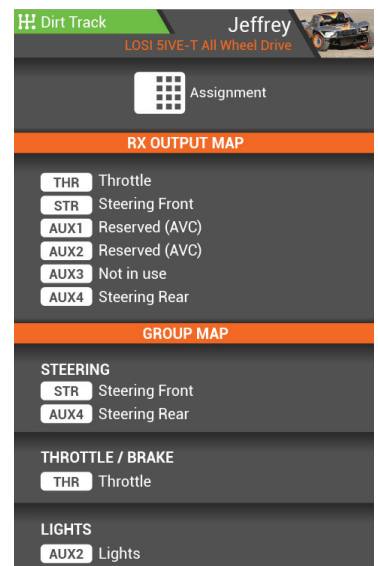 Dirt Track
Jeffrey
LOSI 5IVE-T All Wheel Drive
Assignment
RX OUTPUT MAP
THR Throttle
STR Steering Front
AUX1 Reserved (AVC)
AUX2 Reserved (AVC)
AUX3 Not in use
AUX4 Steering Rear
GROUP MAP
STEERING
STR Steering Front
AUX4 Steering Rear
THROTTLE / BRAKE
THR Throttle
LIGHTS
AUX2 Lights